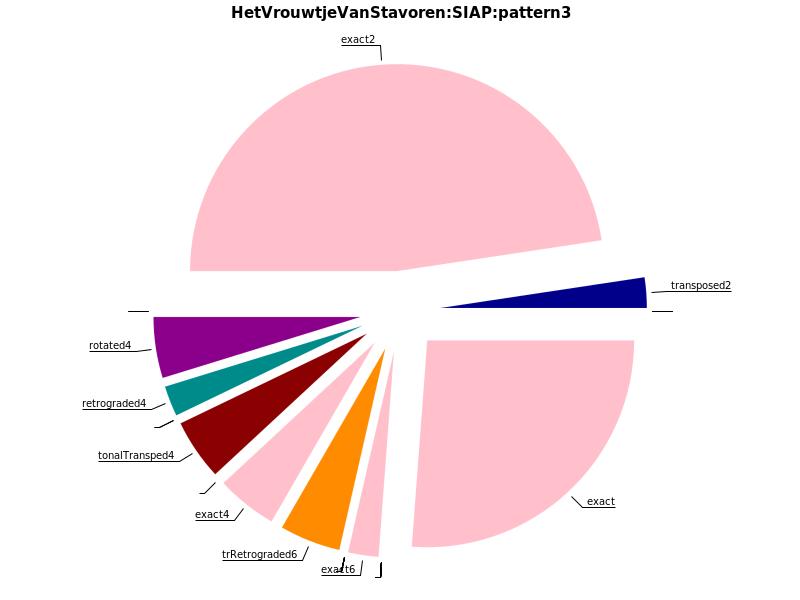 HetVrouwtjeVanStavoren:SIAP:pattern3
exact2
transposed2
rotated4
retrograded4
tonalTransped4
exact
exact4
trRetrograded6
exact6